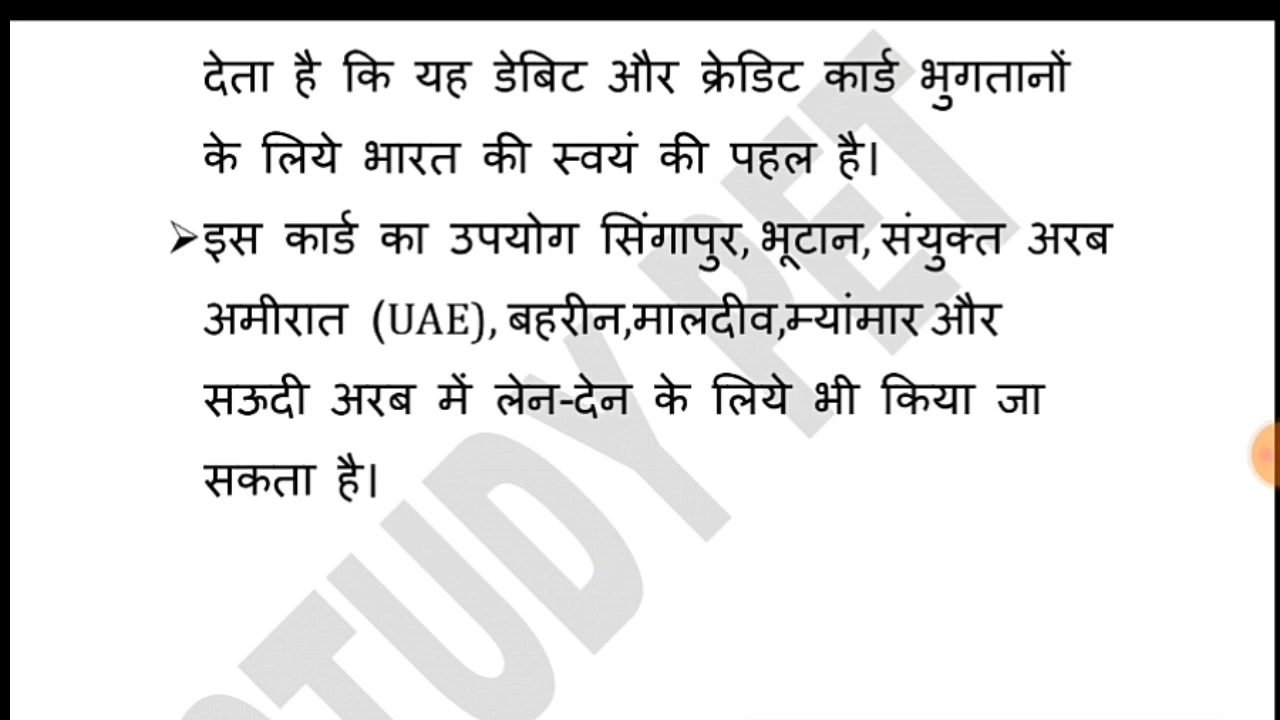 देता है कि यह डेबिट और क्रेडिट कार्ड भुगतानों
के लिये भारत की स्वयं की पहल है।
➢इस कार्ड का उपयोग सिंगापुर, भूटान, संयुक्त अरब
अमीरात (UAE), बहरीन,मालदीव,म्यांमार और
सऊदी अरब में लेन-देन के लिये भी किया जा
सकता है।
STUDY PET